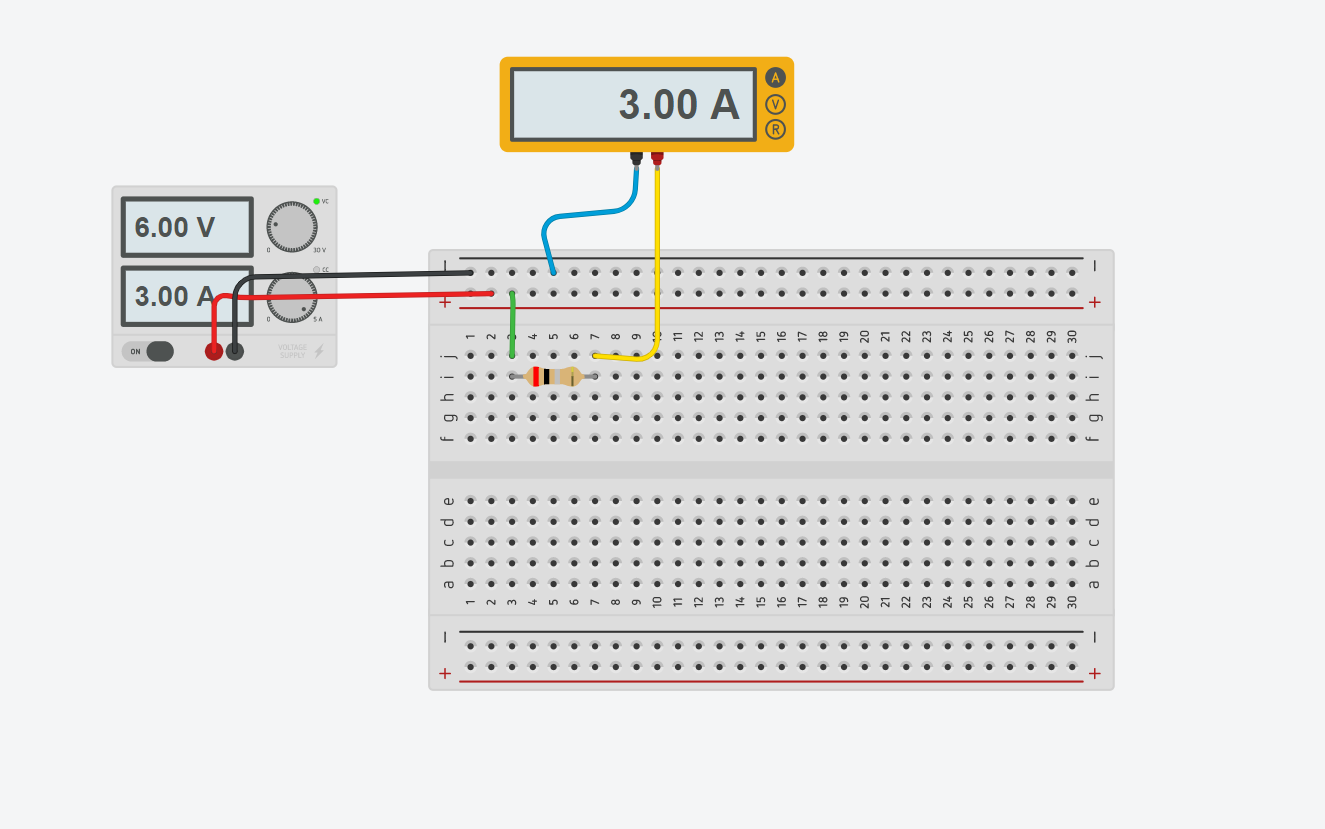 3.00 A
A
V
R
6.00 V
VC
0
30 V
3.00 A
CC
0
5 A
ON
VOLTAGE
SUPPLY
+ +
1 2 3 4 5 6 7 8 9 10 11 12 13 14 15 16 17 18 19 20 21 22 23 24 25 26 27 28 29 30
j j
i i
h h
g g
f f
e e
d d
c c
b b
a a
1 2 3 4 5 6 7 8 9 10 11 12 13 14 15 16 17 18 19 20 21 22 23 24 25 26 27 28 29 30
+ +